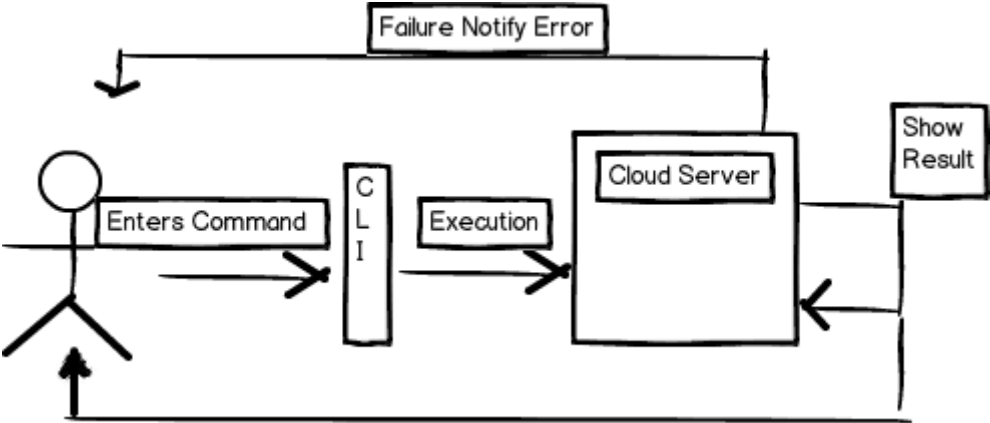 Failure Notify Error
Show
Result
Cloud Server
C
L
I
Enters Command
Execution